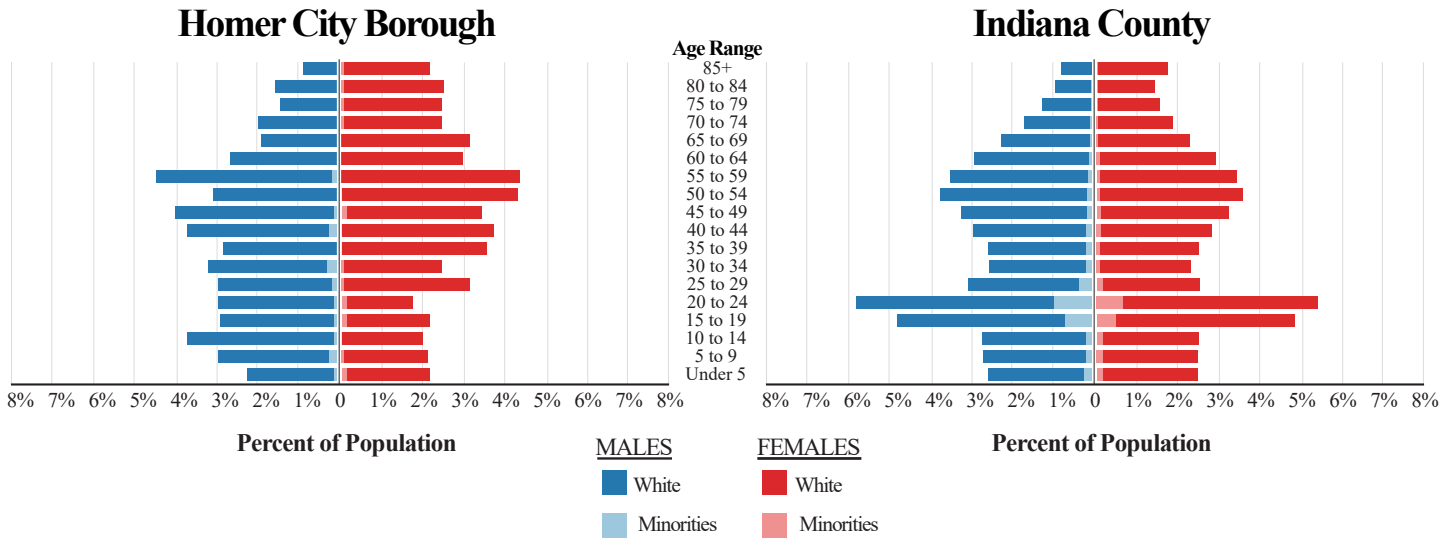 Homer City Borough
Indiana County
Age Range
85+
80 to 84
75 to 79
70 to 74
65 to 69
60 to 64
55 to 59
50 to 54
45 to 49
40 to 44
35 to 39
30 to 34
25 to 29
20 to 24
15 to 19
10 to 14
5 to 9
Under 5
8% 7% 6% 5% 4% 3% 2% 1% 0 1% 2% 3% 4% 5% 6% 7% 8%
8% 7% 6% 5% 4% 3% 2% 1% 0 1% 2% 3% 4% 5% 6% 7% 8%
Percent of Population
Percent of Population
MALES
White
Minorities
FEMALES
White
Minorities